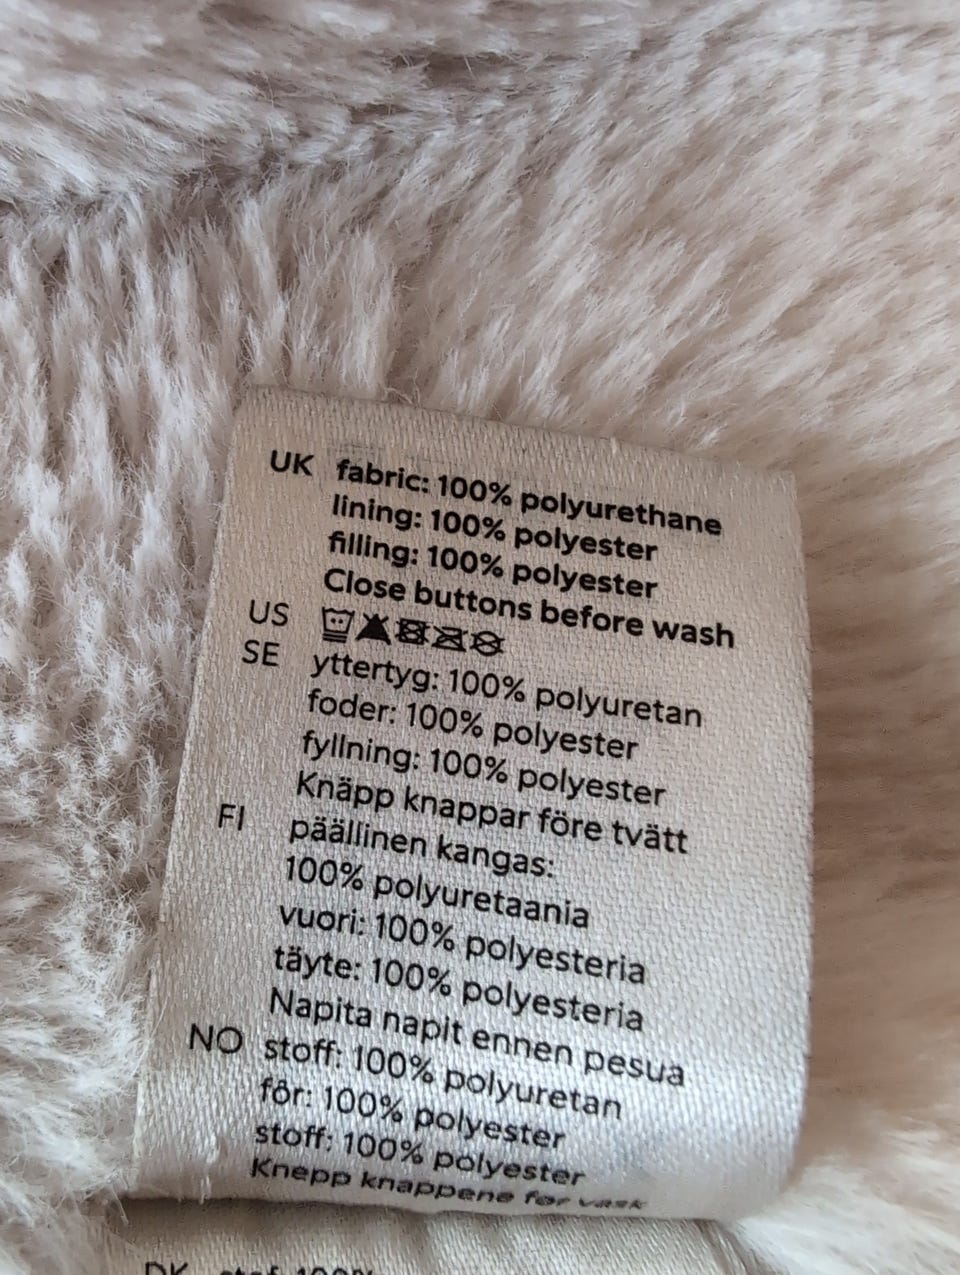 UK fabric: 100% polyurethane
lining: 100% polyester
filling: 100% polyester
Close buttons before wash
US
SE yttertyg: 100% polyuretan
foder: 100% polyester
fyllning: 100% polyester
Knäpp knappar före tvätt
FI päällinen kangas:
100% polyuretaania
vuori: 100% polyesteria
täyte: 100% polyesteria
Napita napit ennen pesua
NO stoff: 100% polyuretan
fôr: 100% polyester
stoff: 100% polyester
Knepp knappene før vask
DK stof: 100%